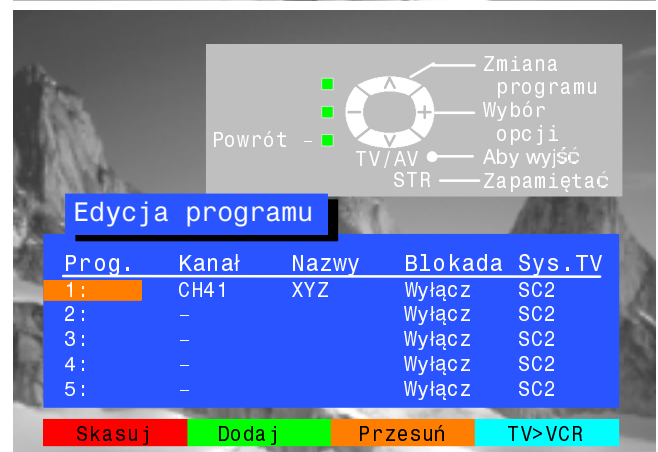 Zmiana
programu
Wybór
Powrót – opcji
TV/AV Aby wyjść
STR Zapamiętać
Edycja programu
Prog. Kanał Nazwy Blokada Sys.TV
1: CH41 XYZ Wyłącz SC2
2: – Wyłącz SC2
3: – Wyłącz SC2
4: – Wyłącz SC2
5: – Wyłącz SC2
Skasuj Dodaj Przesuń TV>VCR